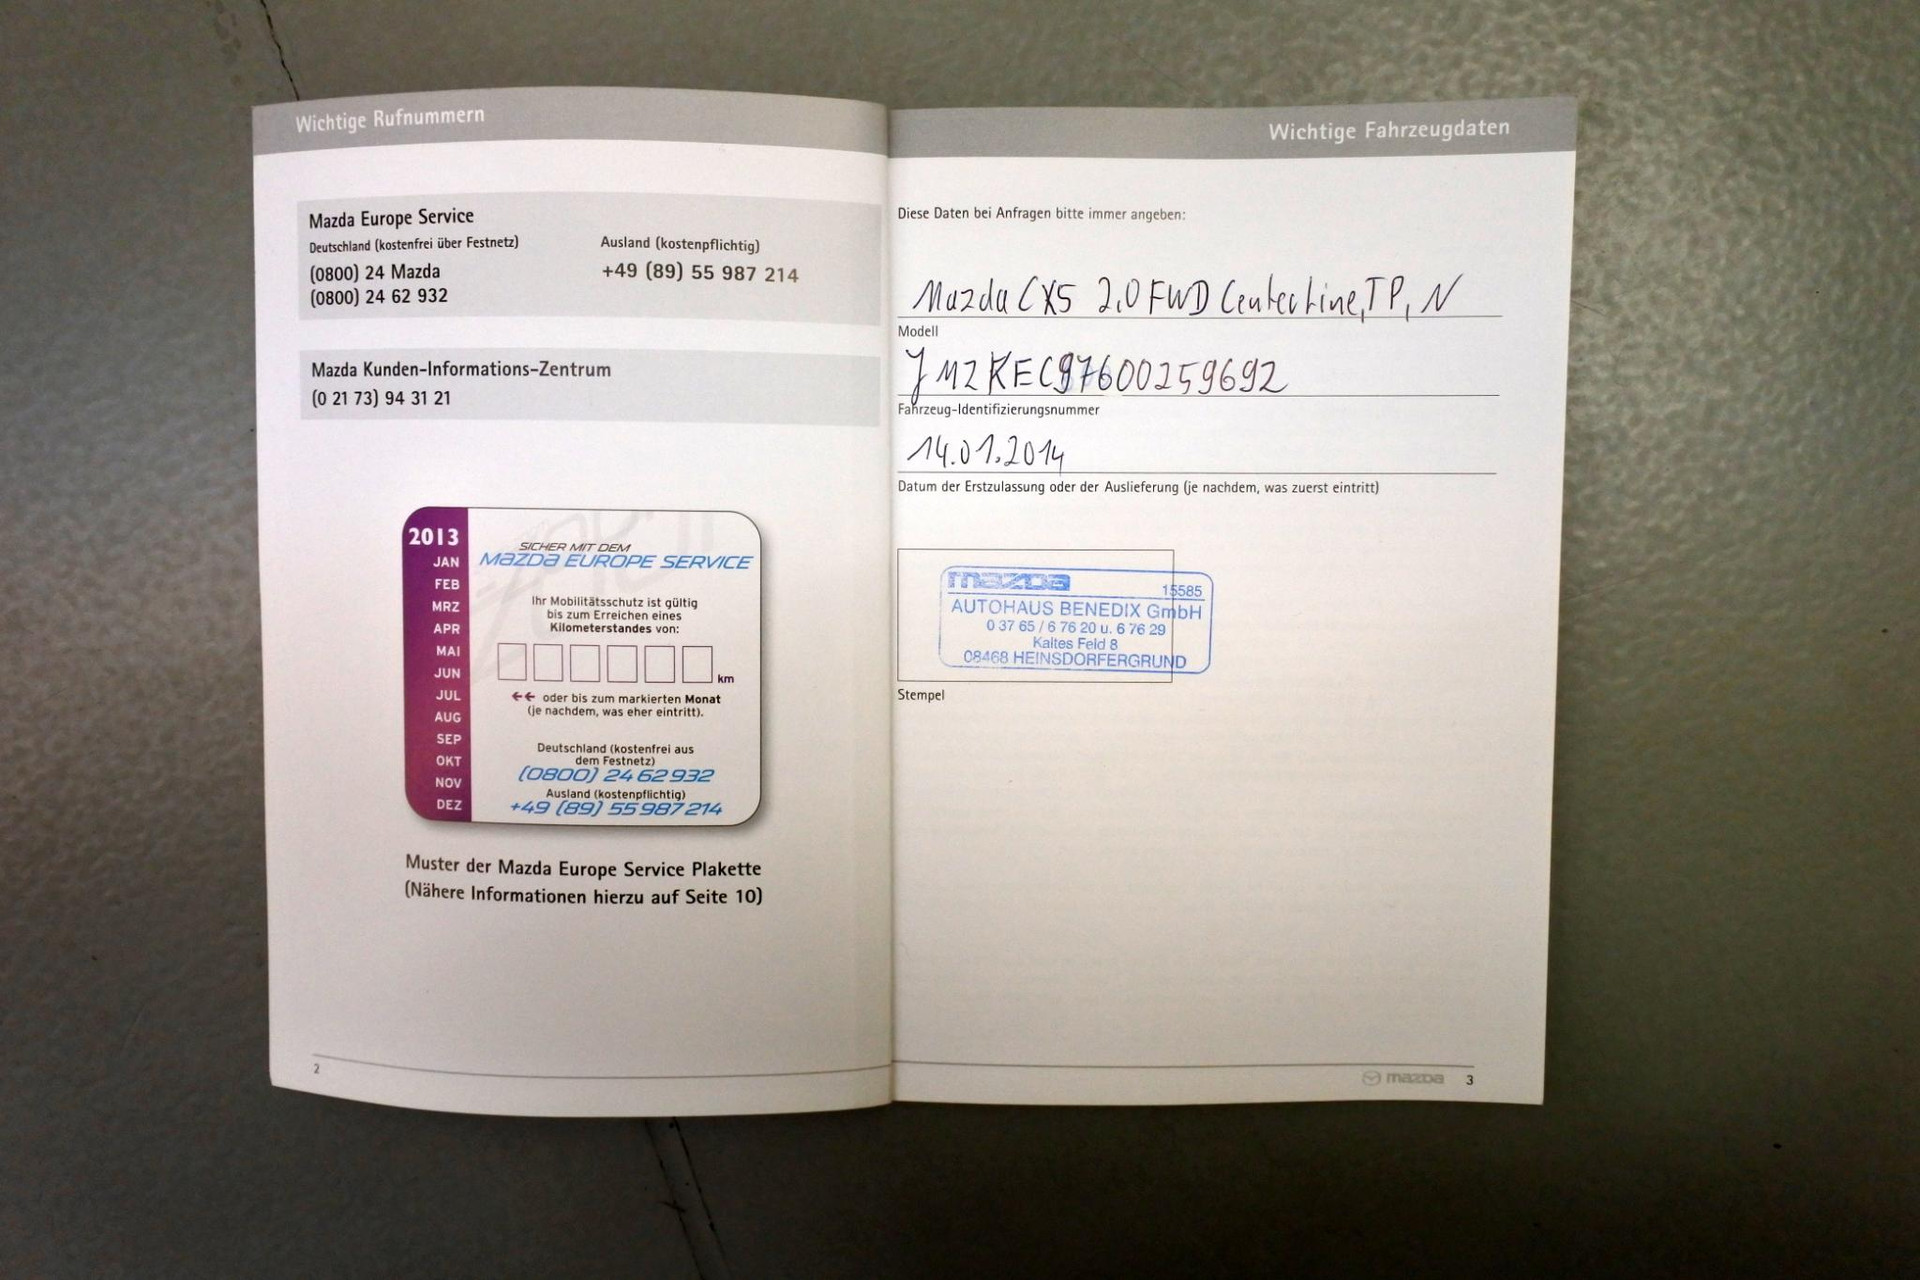 Wichtige Rufnummern
Mazda Europe Service
Deutschland (kostenfrei über Festnetz)
(0800) 24 Mazda
(0800) 24 62 932
Ausland (kostenpflichtig)
+49 (89) 55 987 214
Mazda Kunden-Informations-Zentrum
(0 21 73) 94 31 21
2013
JAN
FEB
MRZ
APR
MAI
JUN
JUL
AUG
SEP
OKT
NOV
DEZ
SICHER MIT DEM
mazda EUROPE SERVICE
Ihr Mobilitätsschutz ist gültig
bis zum Erreichen eines
Kilometerstandes von:
km
←← oder bis zum markierten Monat
(je nachdem, was eher eintritt).
Deutschland (kostenfrei aus
dem Festnetz)
(0800) 24 62 932
Ausland (kostenpflichtig)
+49 (89) 55 987 214
Muster der Mazda Europe Service Plakette
(Nähere Informationen hierzu auf Seite 10)
2
Wichtige Fahrzeugdaten
Diese Daten bei Anfragen bitte immer angeben:
Mazda CX5 2,0 FWD CenterLine, TP, N
Modell
JMZKEC97600259692
Fahrzeug-Identifizierungsnummer
14.01.2014
Datum der Erstzulassung oder der Auslieferung (je nachdem, was zuerst eintritt)
mazda 15585
AUTOHAUS BENEDIX GmbH
0 37 65 / 6 76 20 u. 6 76 29
Kaltes Feld 8
08468 HEINSDORFERGRUND
Stempel
mazda 3